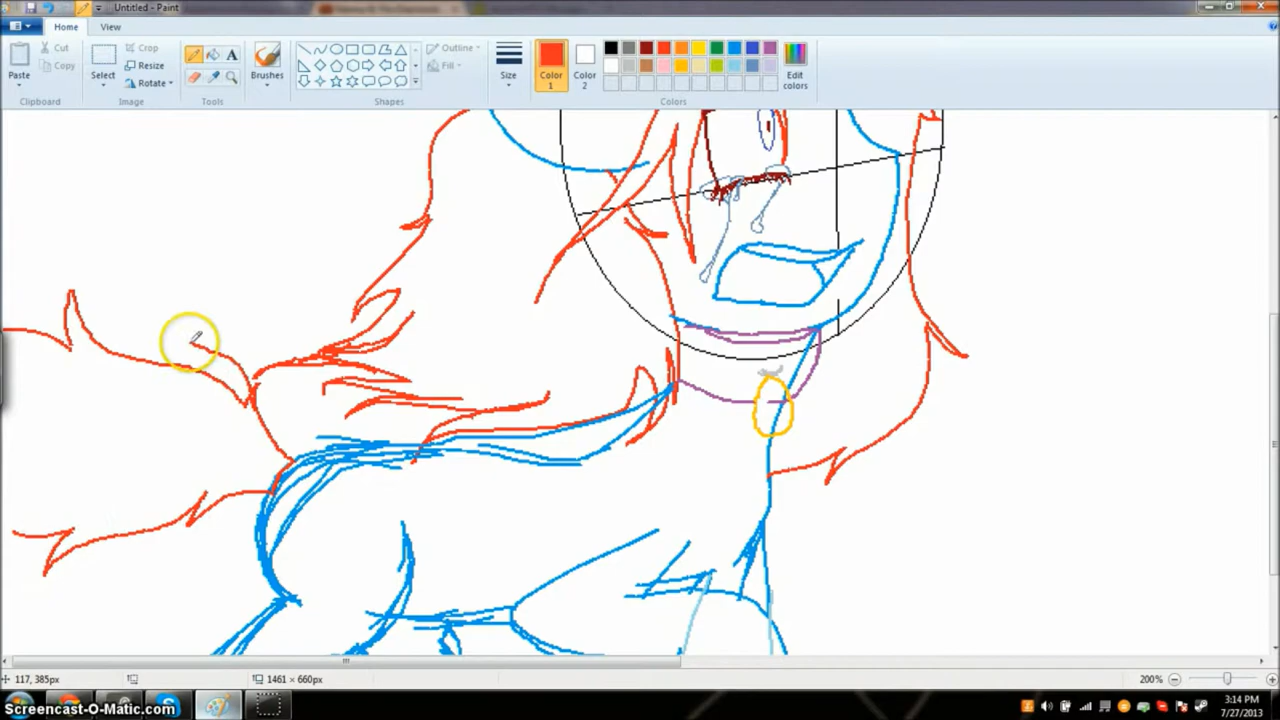 Untitled - Paint
Home View
Paste
Cut
Copy
Clipboard
Select
Crop
Resize
Rotate
Image
A
Tools
Brushes
Outline
Fill
Shapes
Size
Color 1
Color 2
Edit colors
Colors
117, 385px
1461 × 660px
200%
3:14 PM
7/27/2013
Screencast-O-Matic.com